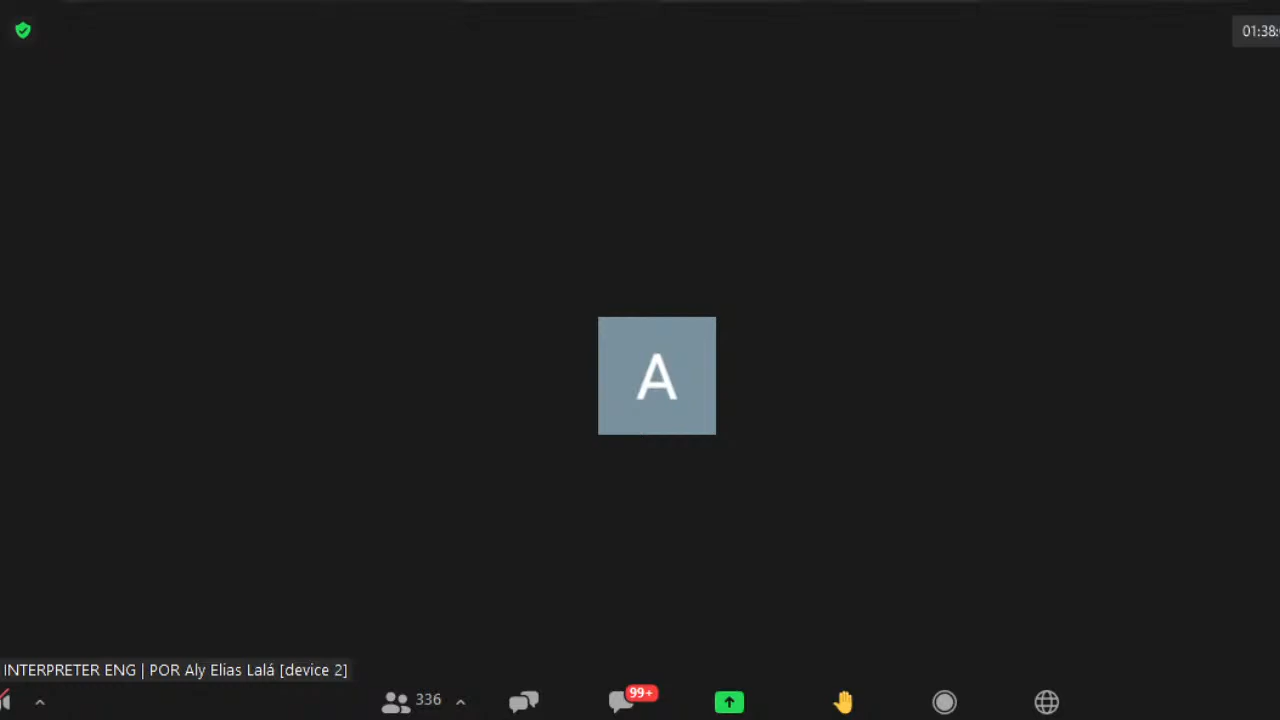 01:38:
A
INTERPRETER ENG | POR Aly Elias Lalá [device 2]
336
99+